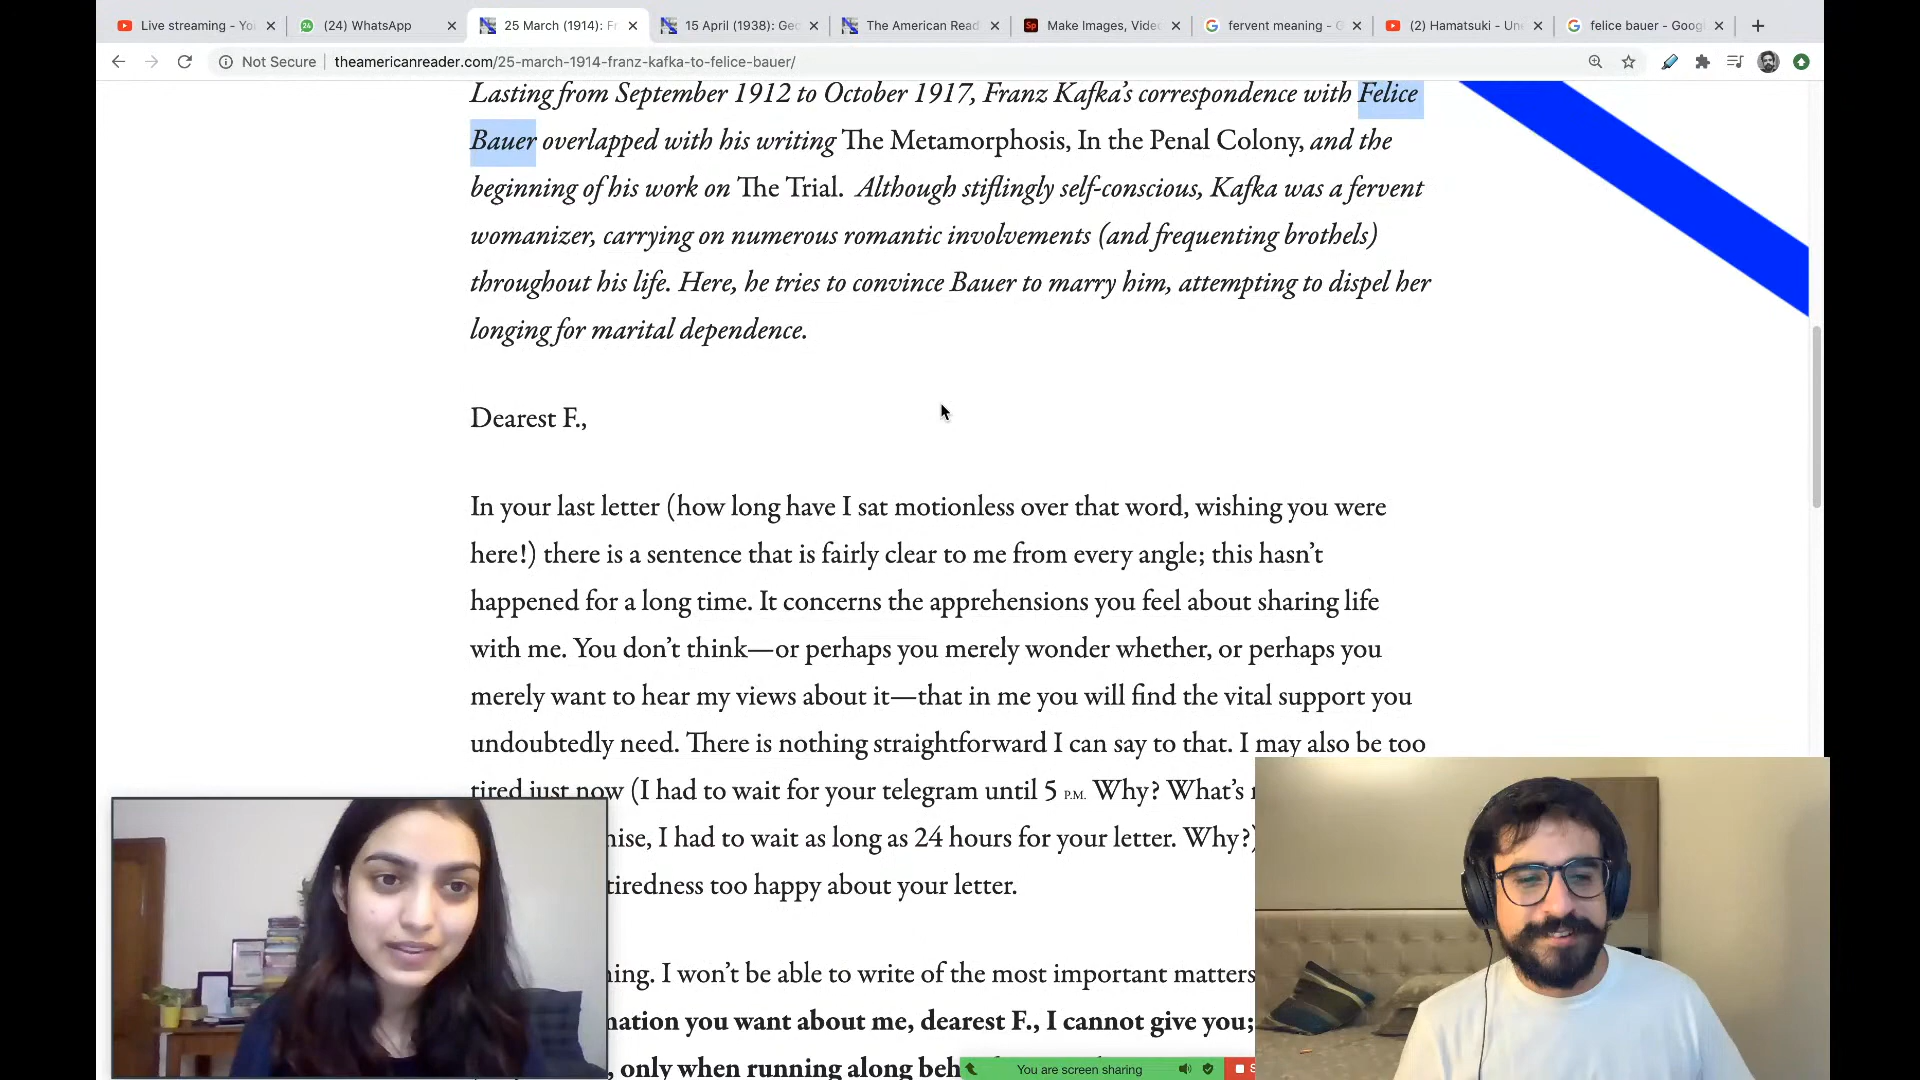 Live streaming - Yo
(24) WhatsApp
25 March (1914): Fr
15 April (1938): Geo
The American Read
Make Images, Video
fervent meaning - G
(2) Hamatsuki - Un
felice bauer - Goog
Not Secure | theamericanreader.com/25-march-1914-franz-kafka-to-felice-bauer/
Lasting from September 1912 to October 1917, Franz Kafka's correspondence with Felice
Bauer overlapped with his writing The Metamorphosis, In the Penal Colony, and the
beginning of his work on The Trial. Although stiflingly self-conscious, Kafka was a fervent
womanizer, carrying on numerous romantic involvements (and frequenting brothels)
throughout his life. Here, he tries to convince Bauer to marry him, attempting to dispel her
longing for marital dependence.
Dearest F.,
In your last letter (how long have I sat motionless over that word, wishing you were
here!) there is a sentence that is fairly clear to me from every angle; this hasn't
happened for a long time. It concerns the apprehensions you feel about sharing life
with me. You don't think—or perhaps you merely wonder whether, or perhaps you
merely want to hear my views about it—that in me you will find the vital support you
undoubtedly need. There is nothing straightforward I can say to that. I may also be too
tired just now (I had to wait for your telegram until 5 P.M. Why? What's
I had to wait as long as 24 hours for your letter. Why?)
tiredness too happy about your letter.
I won't be able to write of the most important matters
you want about me, dearest F., I cannot give you;
only when running along
You are screen sharing